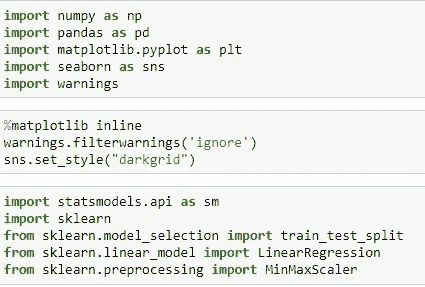 import numpy as np
import pandas as pd
import matplotlib.pyplot as plt
import seaborn as sns
import warnings
%matplotlib inline
warnings.filterwarnings('ignore')
sns.set_style("darkgrid")
import statsmodels.api as sm
import sklearn
from sklearn.model_selection import train_test_split
from sklearn.linear_model import LinearRegression
from sklearn.preprocessing import MinMaxScaler